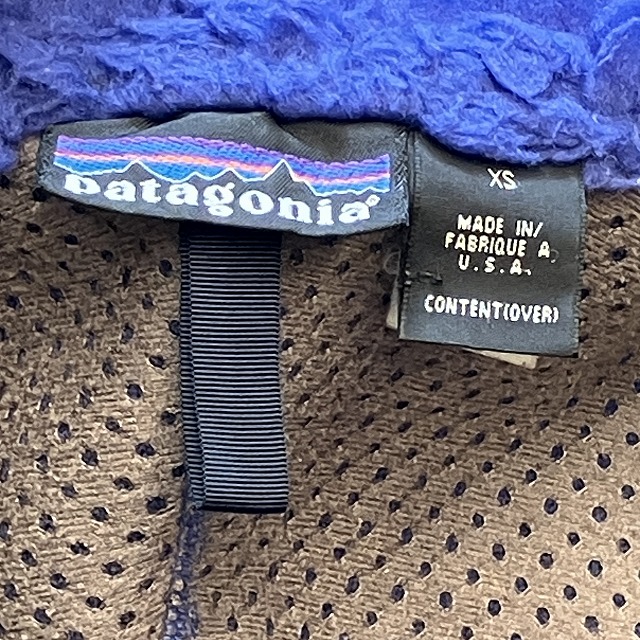 patagonia®
XS
MADE IN/
FABRIQUE A
U.S.A.
CONTENT(OVER)